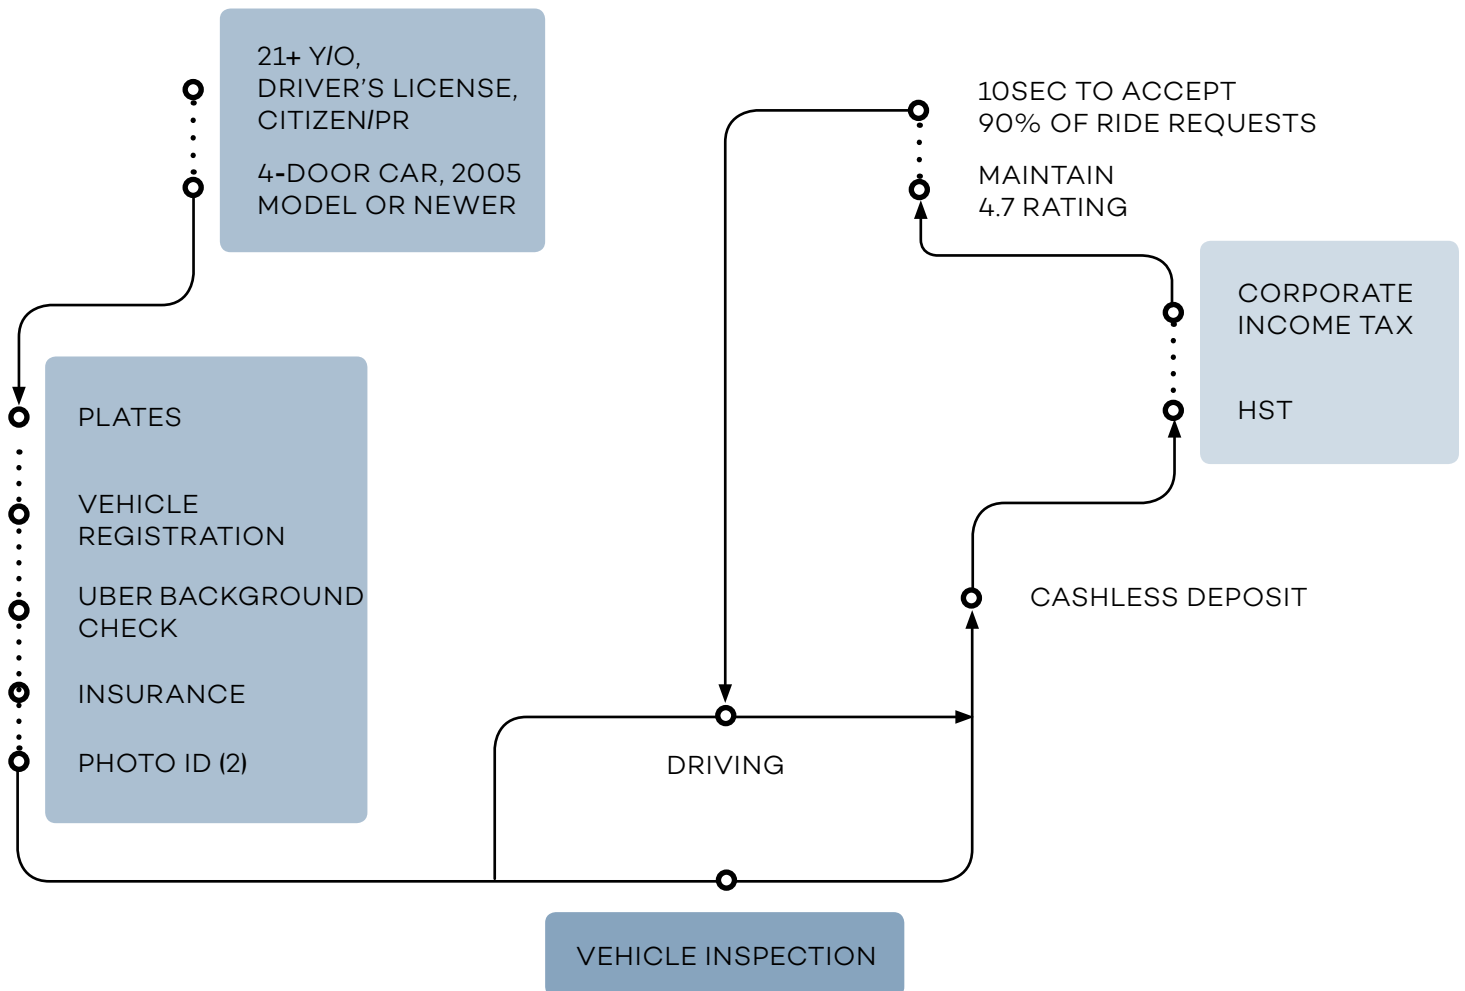 21+ Y/O,
DRIVER'S LICENSE,
CITIZEN/PR
4-DOOR CAR, 2005
MODEL OR NEWER
PLATES
VEHICLE
REGISTRATION
UBER BACKGROUND
CHECK
INSURANCE
PHOTO ID (2)
VEHICLE INSPECTION
DRIVING
CASHLESS DEPOSIT
HST
CORPORATE
INCOME TAX
MAINTAIN
4.7 RATING
10SEC TO ACCEPT
90% OF RIDE REQUESTS